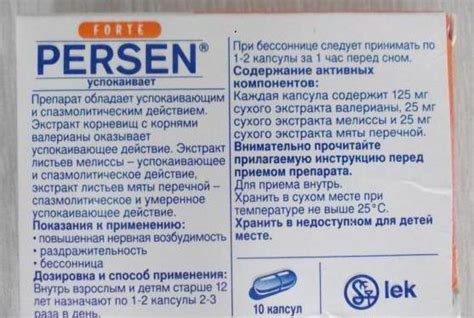 FORTE
PERSEN®
успокаивает
Препарат обладает успокаивающим
и спазмолитическим действием.
Экстракт корневищ с корнями
валерианы оказывает
успокаивающее действие. Экстракт
листьев мелиссы – успокаивающее
и спазмолитическое действие,
экстракт листьев мяты перечной –
спазмолитическое и умеренное
успокаивающее действие.
Показания к применению:
• повышенная нервная возбудимость
• раздражительность
• бессонница
Дозировка и способ применения:
Внутрь взрослым и детям старше 12
лет назначают по 1-2 капсулы 2-3
раза в день.
При бессоннице следует принимать по
1-2 капсулы за 1 час перед сном.
Содержание активных
компонентов:
Каждая капсула содержит 125 мг
сухого экстракта валерианы, 25 мг
сухого экстракта мелиссы и 25 мг
сухого экстракта мяты перечной.
Внимательно прочитайте
прилагаемую инструкцию перед
приемом препарата.
Для приема внутрь.
Хранить в сухом месте при
температуре не выше 25°C.
Хранить в недоступном для детей
месте.
10 капсул
lek